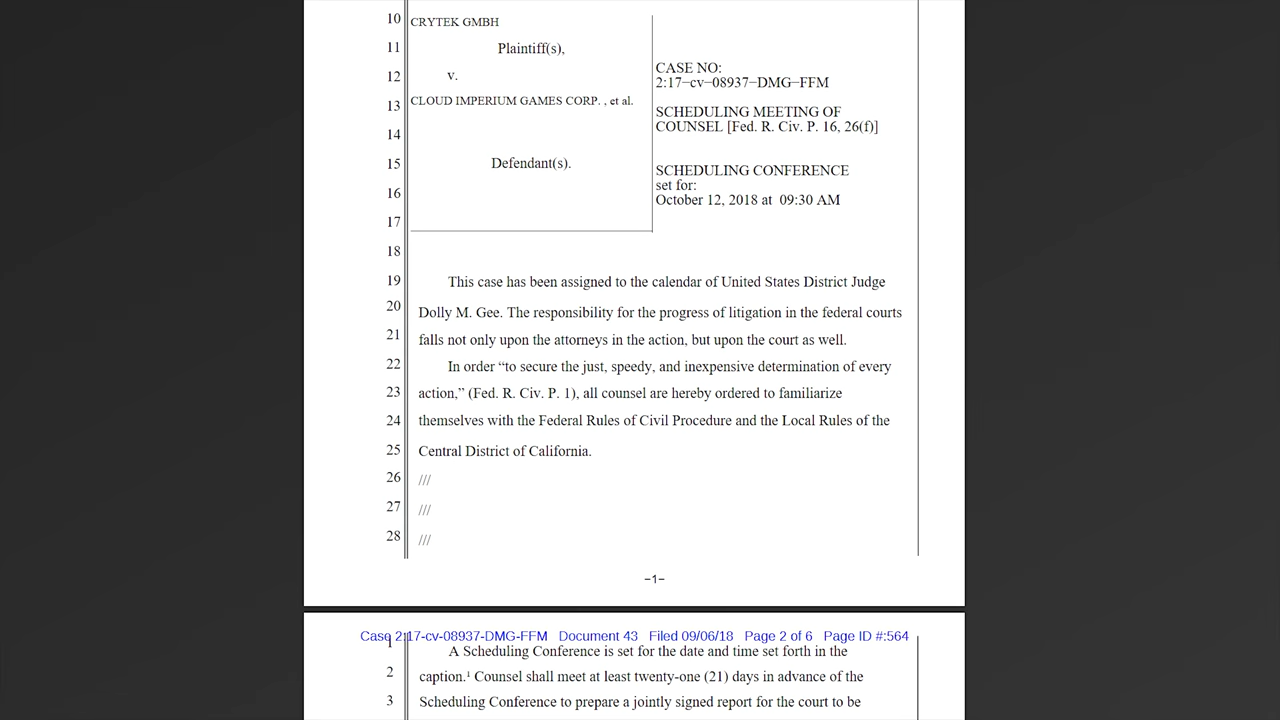 10 CRYTEK GMBH
11 Plaintiff(s),
12 v.
13 CLOUD IMPERIUM GAMES CORP. , et al.
14
15 Defendant(s).
16
17
CASE NO:
2:17−cv−08937−DMG−FFM
SCHEDULING MEETING OF
COUNSEL [Fed. R. Civ. P. 16, 26(f)]
SCHEDULING CONFERENCE
set for:
October 12, 2018 at 09:30 AM
18
19 This case has been assigned to the calendar of United States District Judge
20 Dolly M. Gee. The responsibility for the progress of litigation in the federal courts
21 falls not only upon the attorneys in the action, but upon the court as well.
22 In order “to secure the just, speedy, and inexpensive determination of every
23 action,” (Fed. R. Civ. P. 1), all counsel are hereby ordered to familiarize
24 themselves with the Federal Rules of Civil Procedure and the Local Rules of the
25 Central District of California.
26 ///
27 ///
28 ///
−1−
Case 2:17-cv-08937-DMG-FFM Document 43 Filed 09/06/18 Page 2 of 6 Page ID #:564
1 A Scheduling Conference is set for the date and time set forth in the
2 caption.¹ Counsel shall meet at least twenty-one (21) days in advance of the
3 Scheduling Conference to prepare a jointly signed report for the court to be